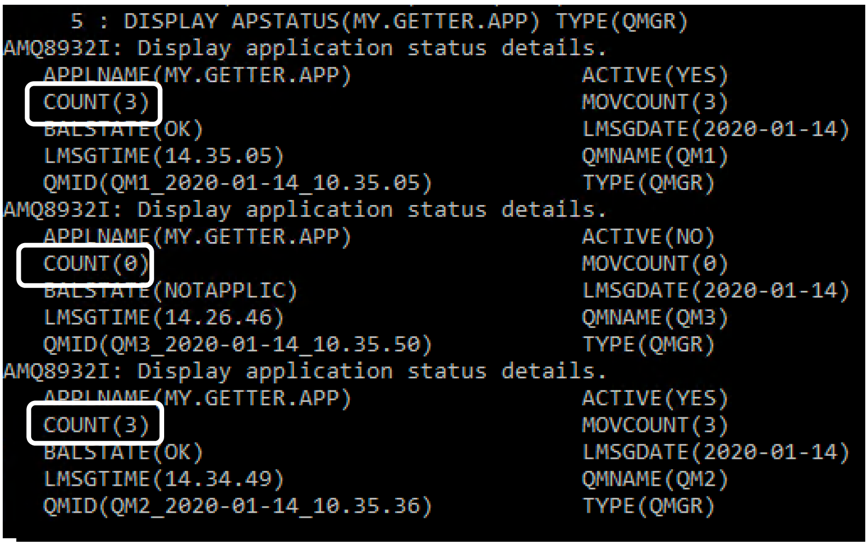 5 : DISPLAY APSTATUS(MY.GETTER.APP) TYPE(QMGR)
AMQ8932I: Display application status details.
APPLNAME(MY.GETTER.APP) ACTIVE(YES)
COUNT(3) MOVCOUNT(3)
BALSTATE(OK) LMSGDATE(2020-01-14)
LMSGTIME(14.35.05) QMNAME(QM1)
QMID(QM1_2020-01-14_10.35.05) TYPE(QMGR)
AMQ8932I: Display application status details.
APPLNAME(MY.GETTER.APP) ACTIVE(NO)
COUNT(0) MOVCOUNT(0)
BALSTATE(NOTAPPLIC) LMSGDATE(2020-01-14)
LMSGTIME(14.26.46) QMNAME(QM3)
QMID(QM3_2020-01-14_10.35.50) TYPE(QMGR)
AMQ8932I: Display application status details.
APPLNAME(MY.GETTER.APP) ACTIVE(YES)
COUNT(3) MOVCOUNT(3)
BALSTATE(OK) LMSGDATE(2020-01-14)
LMSGTIME(14.34.49) QMNAME(QM2)
QMID(QM2_2020-01-14_10.35.36) TYPE(QMGR)